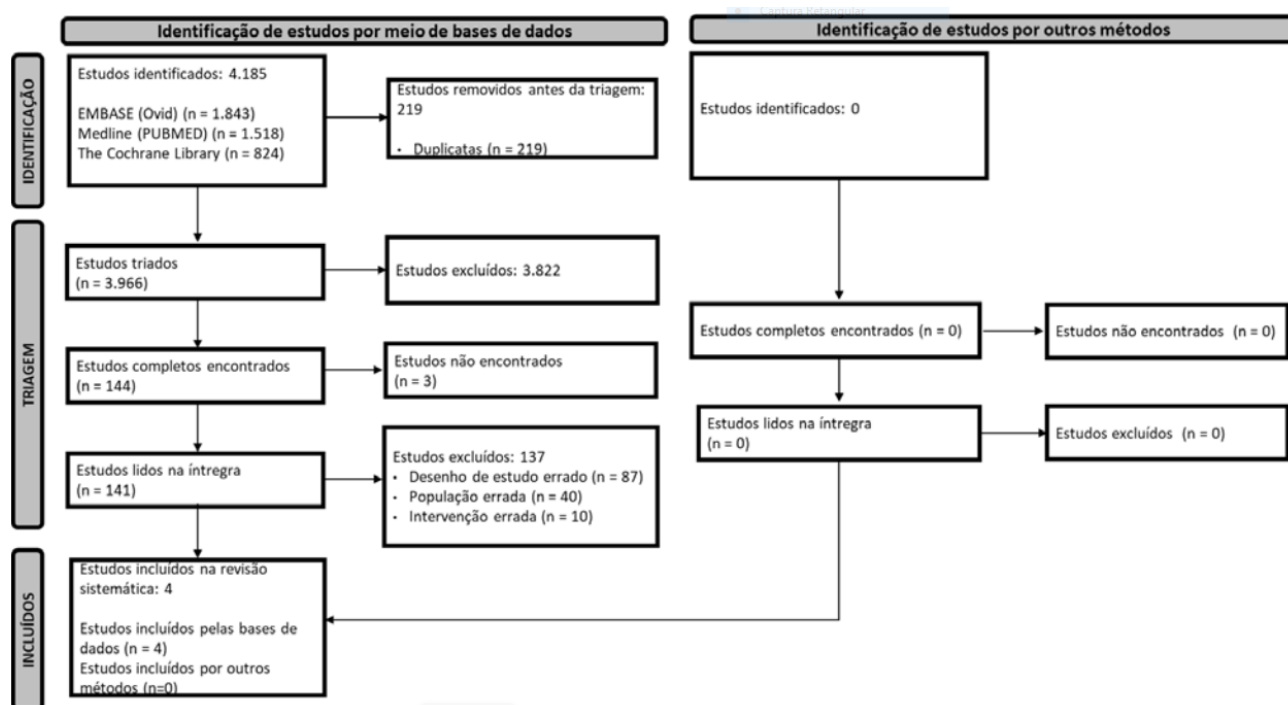 Captura Retangular
Identificação de estudos por meio de bases de dados
Identificação de estudos por outros métodos
IDENTIFICAÇÃO
Estudos identificados: 4.185
EMBASE (Ovid) (n = 1.843)
Medline (PUBMED) (n = 1.518)
The Cochrane Library (n = 824)
Estudos removidos antes da triagem:
219
• Duplicatas (n = 219)
Estudos identificados: 0
TRIAGEM
Estudos triados
(n = 3.966)
Estudos excluídos: 3.822
Estudos completos encontrados
(n = 144)
Estudos não encontrados
(n = 3)
Estudos lidos na íntegra
(n = 141)
Estudos excluídos: 137
• Desenho de estudo errado (n = 87)
• População errada (n = 40)
• Intervenção errada (n = 10)
Estudos completos encontrados (n = 0)
Estudos não encontrados (n = 0)
Estudos lidos na íntregra
(n = 0)
Estudos excluídos (n = 0)
INCLUÍDOS
Estudos incluídos na revisão
sistemática: 4
Estudos incluídos pelas bases de
dados (n = 4)
Estudos incluídos por outros
métodos (n=0)